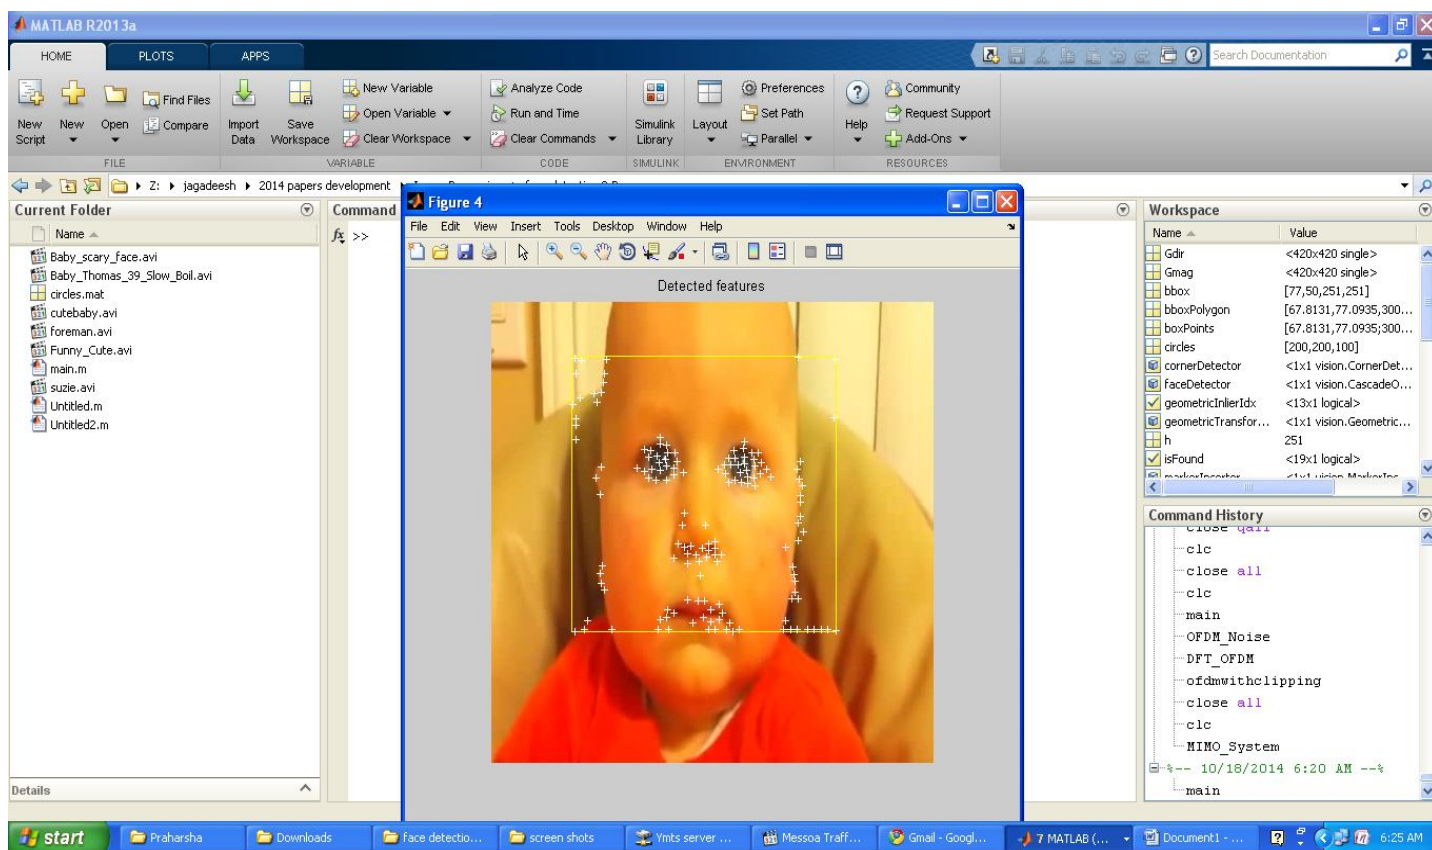 MATLAB R2013a
HOME PLOTS APPS
Search Documentation
New Script
New
Open
Find Files
Compare
Import Data
Save Workspace
New Variable
Open Variable
Clear Workspace
Analyze Code
Run and Time
Clear Commands
Simulink Library
Layout
Preferences
Set Path
Parallel
Help
Community
Request Support
Add-Ons
FILE VARIABLE CODE SIMULINK ENVIRONMENT RESOURCES
Z: jagadeesh 2014 papers development
Current Folder
Name
Baby_scary_face.avi
Baby_Thomas_39_Slow_Boil.avi
circles.mat
cutebaby.avi
foreman.avi
Funny_Cute.avi
main.m
suzie.avi
Untitled.m
Untitled2.m
Details
Command
fx >>
Figure 4
File Edit View Insert Tools Desktop Window Help
Detected features
Workspace
Name Value
Gdir <420x420 single>
Gmag <420x420 single>
bbox [77,50,251,251]
bboxPolygon [67.8131,77.0935,300...
boxPoints [67.8131,77.0935;300...
circles [200,200,100]
cornerDetector <1x1 vision.CornerDet...
faceDetector <1x1 vision.CascadeO...
geometricInlierIdx <13x1 logical>
geometricTransfor... <1x1 vision.Geometric...
h 251
isFound <19x1 logical>
Command History
clc
close all
clc
main
OFDM_Noise
DFT_OFDM
ofdmwithclipping
close all
clc
MIMO_System
%-- 10/18/2014 6:20 AM --%
main
start Praharsha Downloads face detectio... screen shots Ymts server ... Messoa Traff... Gmail - Googl... 7 MATLAB (... Document1 - ... 6:25 AM